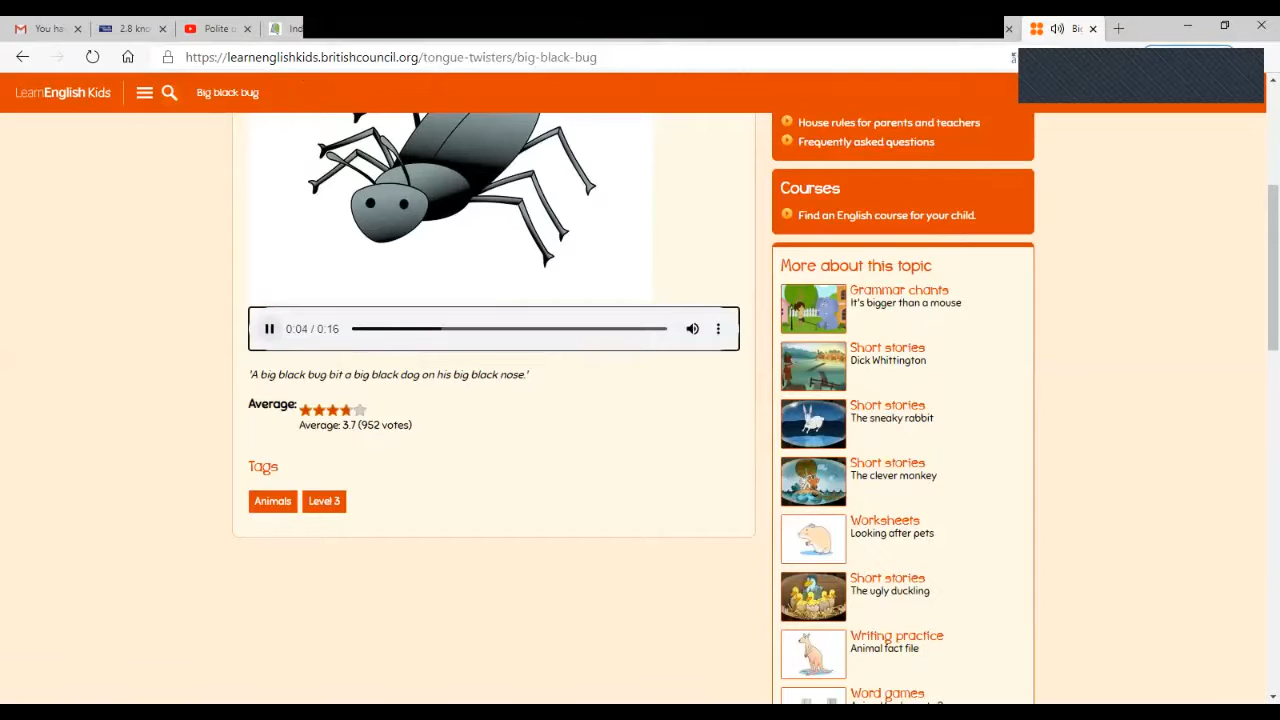 You ha
2.8 kno
Polite o
Ind
Big
https://learnenglishkids.britishcouncil.org/tongue-twisters/big-black-bug
LearnEnglish Kids
Big black bug
House rules for parents and teachers
Frequently asked questions
Courses
Find an English course for your child.
0:04 / 0:16
'A big black bug bit a big black dog on his big black nose.'
Average:
Average: 3.7 (952 votes)
Tags
Animals
Level 3
More about this topic
Grammar chants
It's bigger than a mouse
Short stories
Dick Whittington
Short stories
The sneaky rabbit
Short stories
The clever monkey
Worksheets
Looking after pets
Short stories
The ugly duckling
Writing practice
Animal fact file
Word games